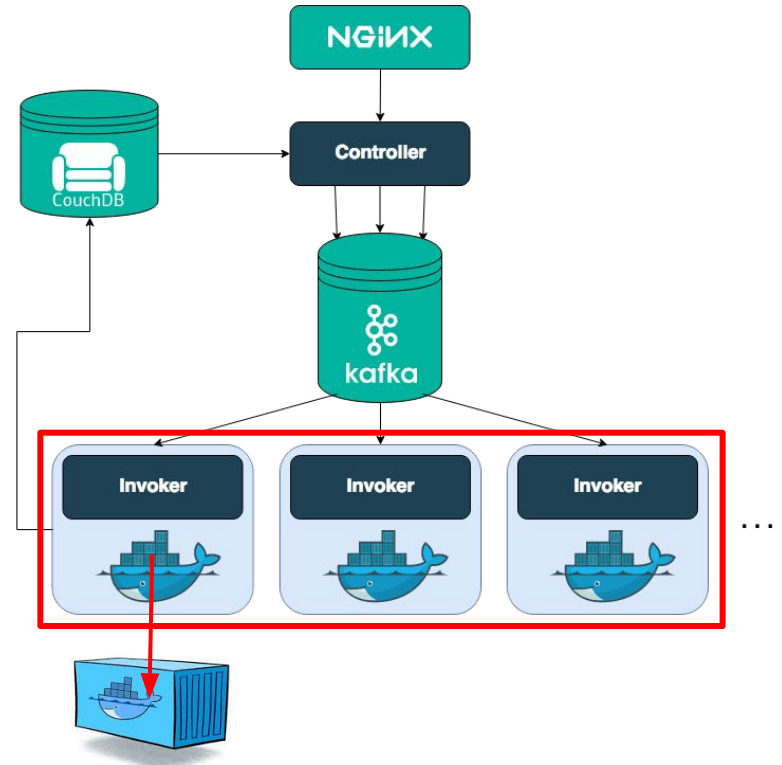 NGiNX
Controller
CouchDB
kafka
Invoker
Invoker
Invoker
...